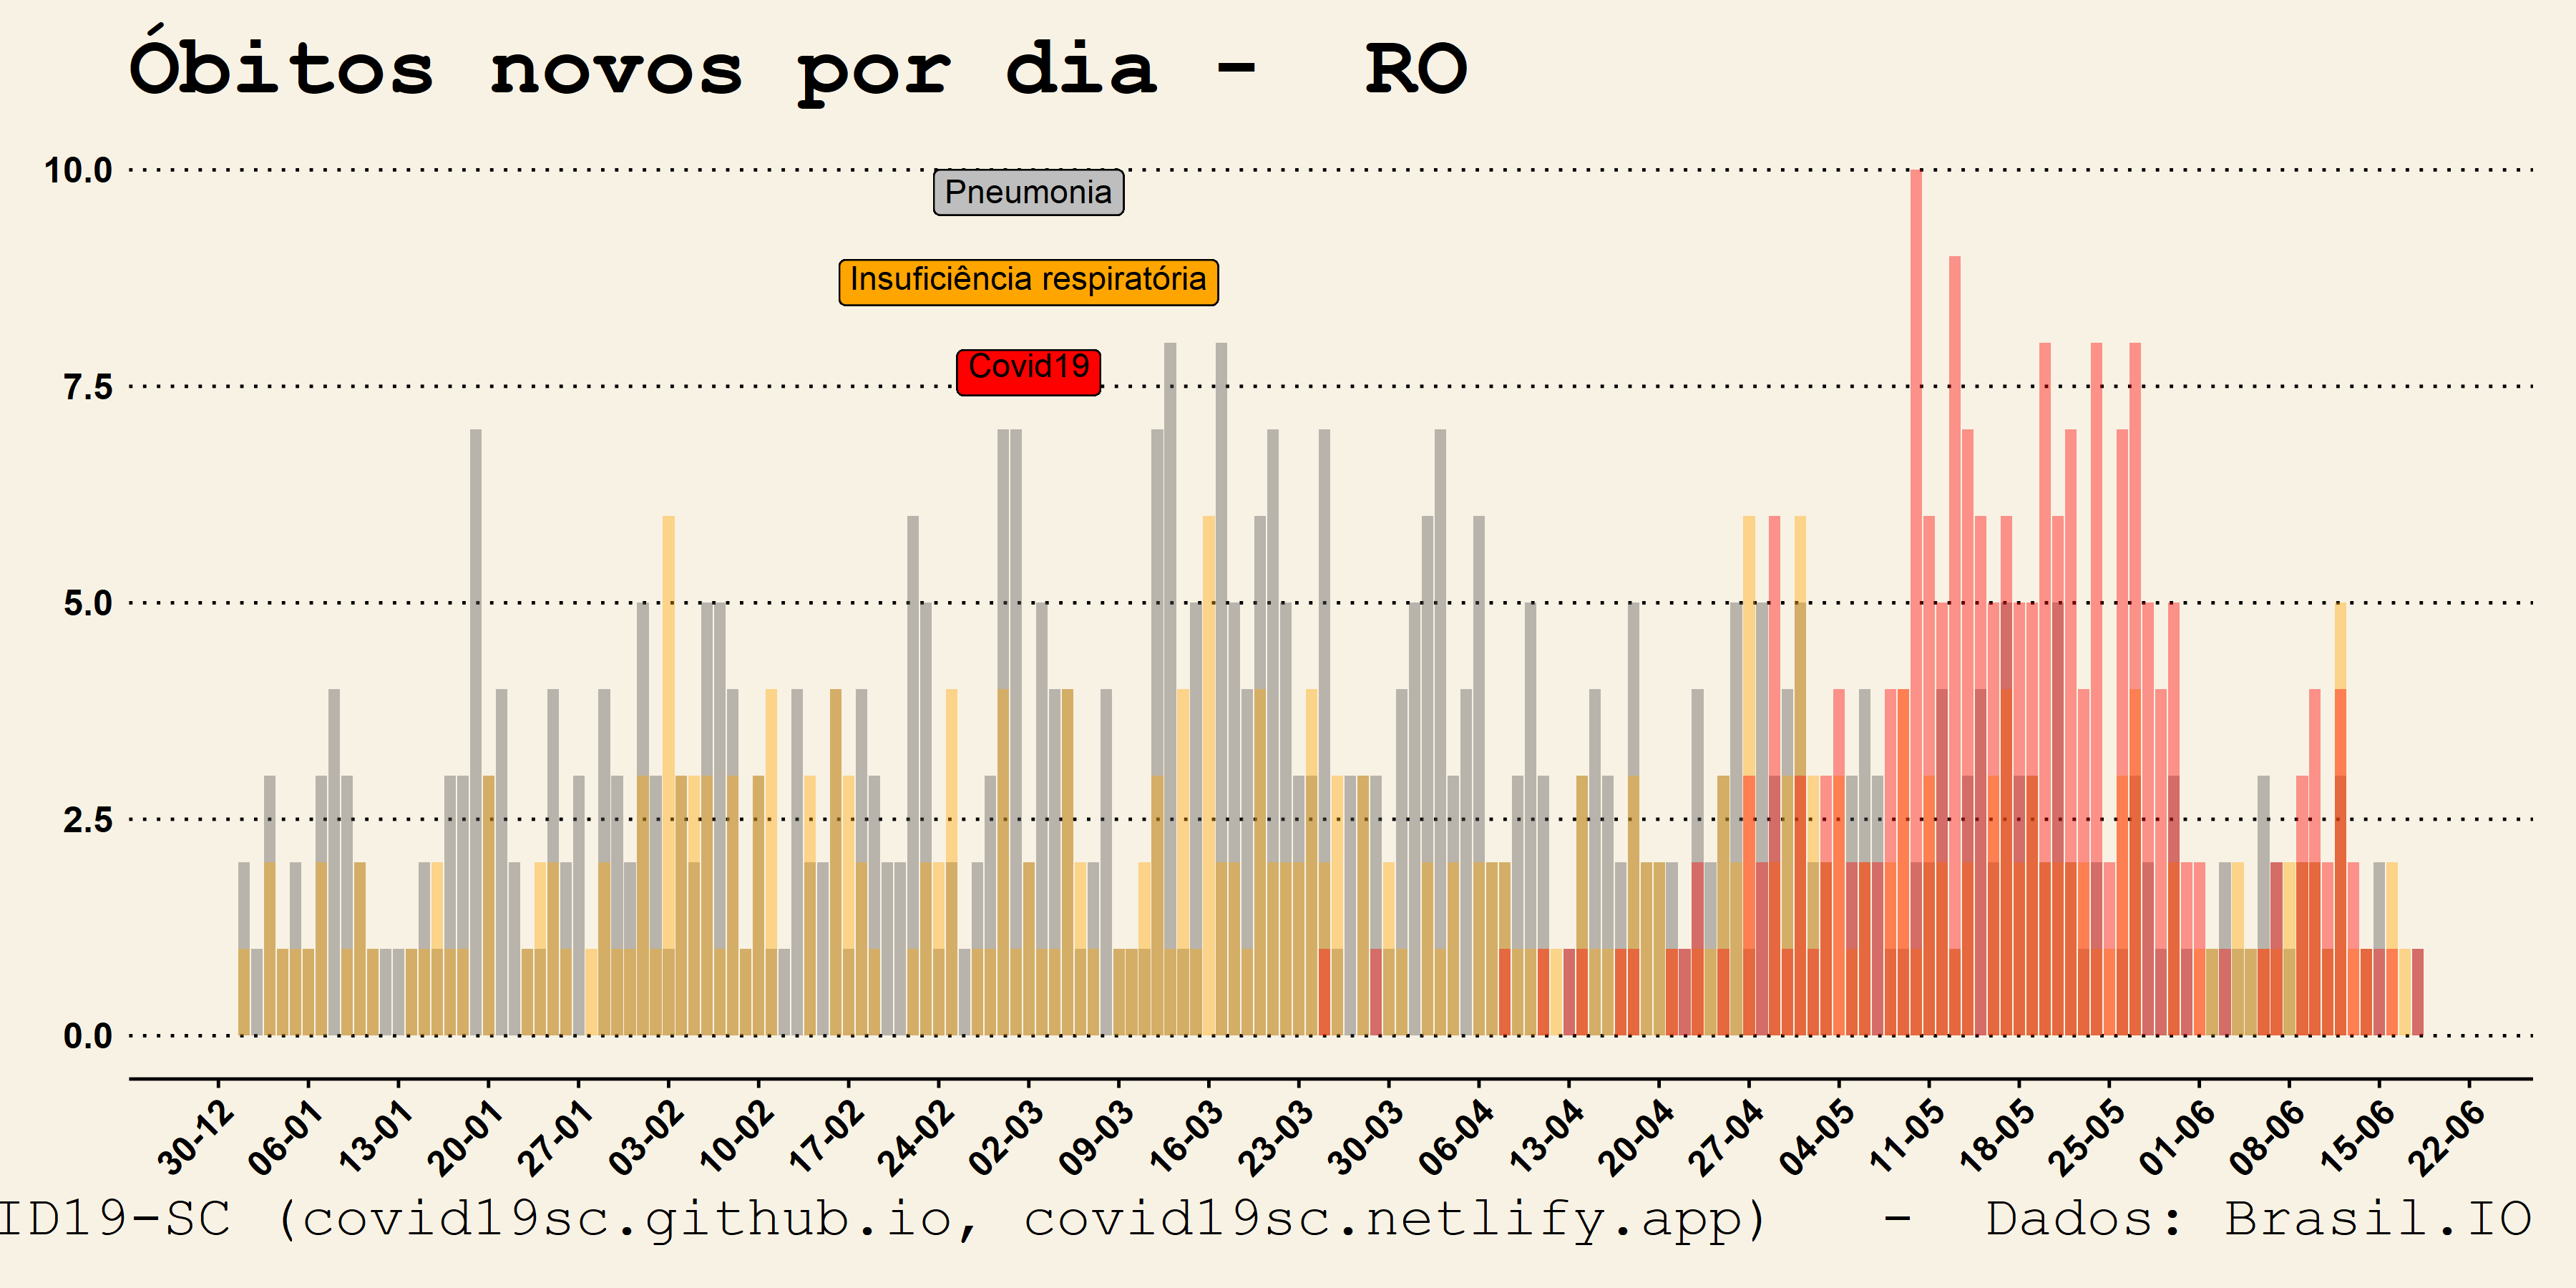 Óbitos novos por dia - RO
10.0
Pneumonia
Insuficiência respiratória
Covid19
7.5
5.0
2.5
0.0
30-12 06-01 13-01 20-01 27-01 03-02 10-02 17-02 24-02 02-03 09-03 16-03 23-03 30-03 06-04 13-04 20-04 27-04 04-05 11-05 18-05 25-05 01-06 08-06 15-06 22-06
ID19-SC (covid19sc.github.io, covid19sc.netlify.app) - Dados: Brasil.IO